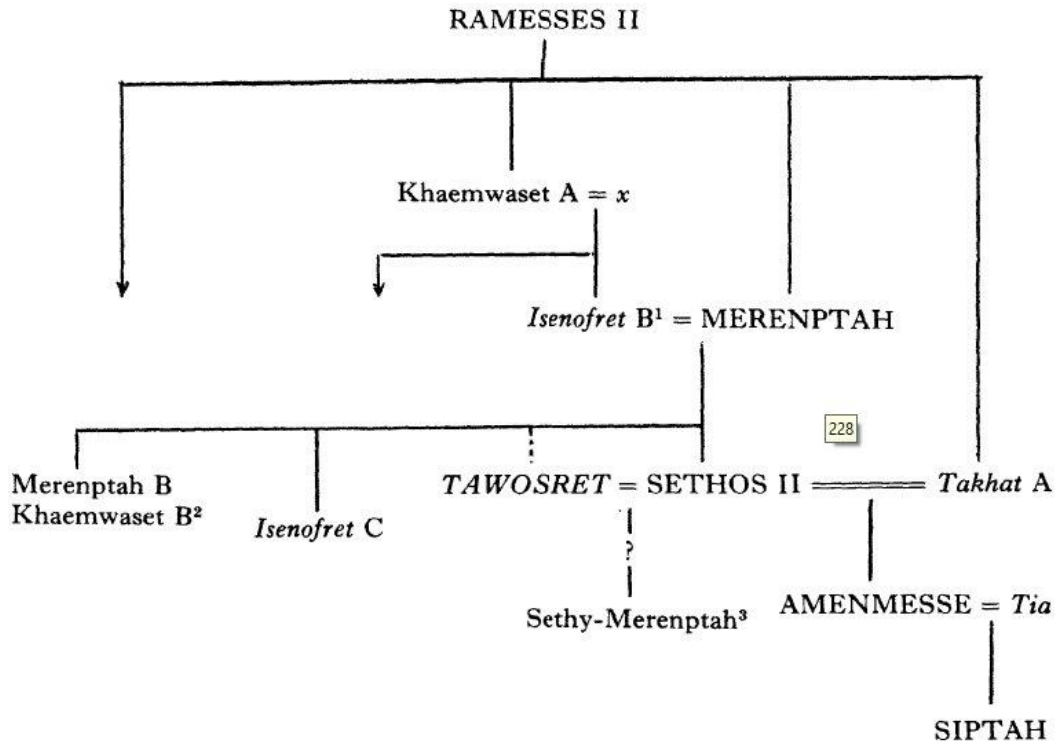 RAMESSES II
Khaemwaset A = x
Isenofret B¹ = MERENPTAH
228
Merenptah B
Khaemwaset B²
Isenofret C
TAWOSRET = SETHOS II
Takhat A
?
Sethy-Merenptah³
AMENMESSE = Tia
SIPTAH